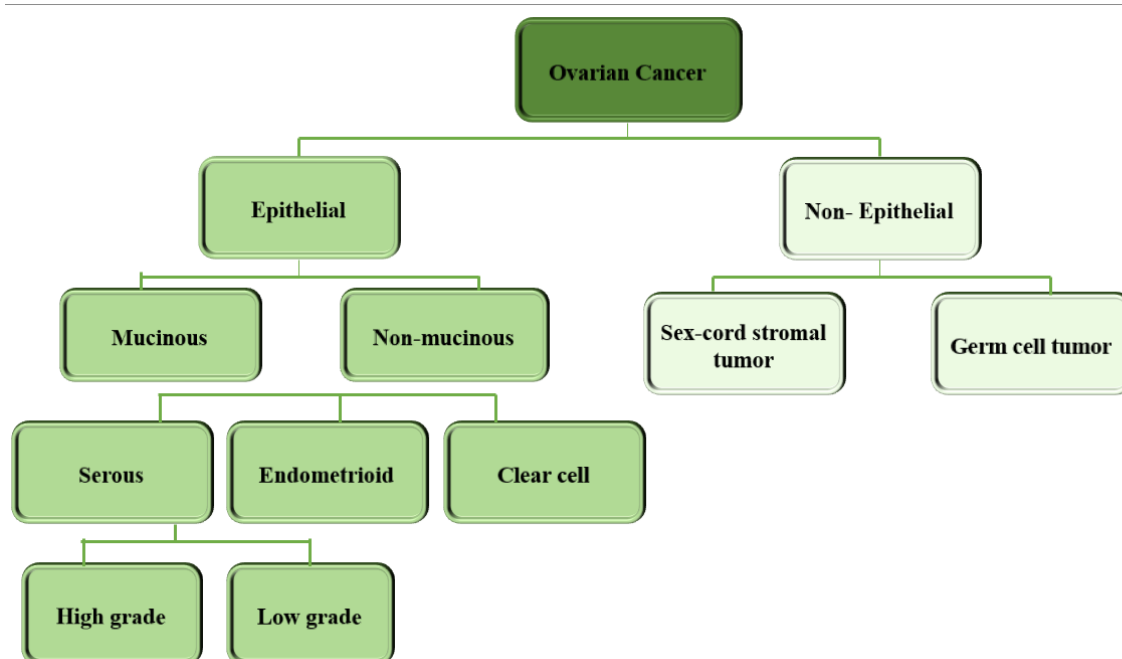 Ovarian Cancer
Epithelial
Non- Epithelial
Mucinous
Non-mucinous
Sex-cord stromal
tumor
Germ cell tumor
Serous
Endometrioid
Clear cell
High grade
Low grade